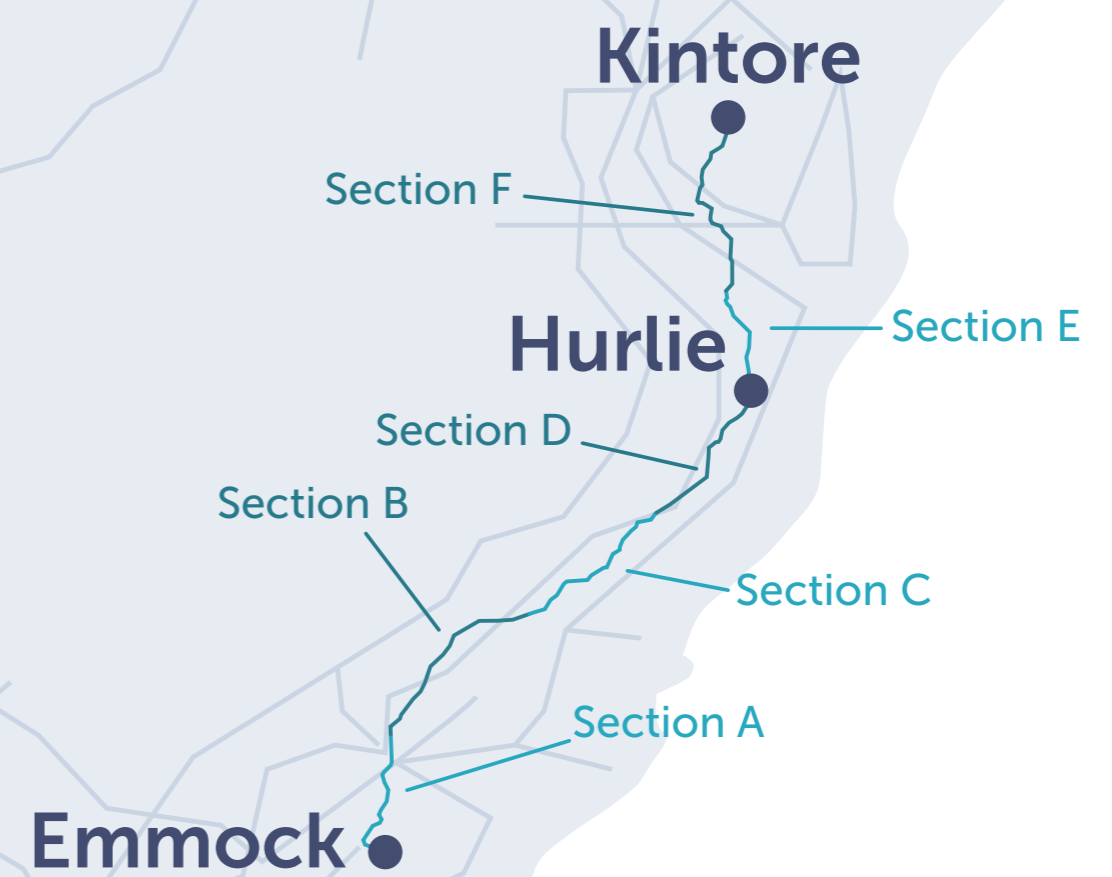 Kintore
Section F
Section E
Hurlie
Section D
Section B
Section C
Section A
Emmock